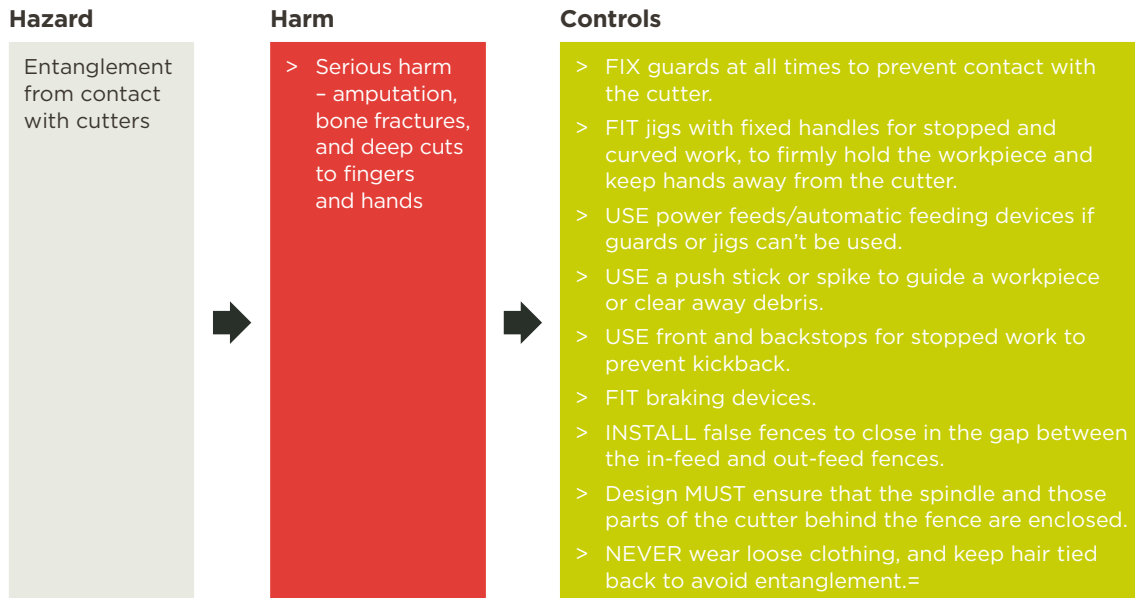 Hazard
Harm
Controls
Entanglement
from contact
with cutters
> Serious harm
– amputation,
bone fractures,
and deep cuts
to fingers
and hands
> FIX guards at all times to prevent contact with
the cutter.
> FIT jigs with fixed handles for stopped and
curved work, to firmly hold the workpiece and
keep hands away from the cutter.
> USE power feeds/automatic feeding devices if
guards or jigs can’t be used.
> USE a push stick or spike to guide a workpiece
or clear away debris.
> USE front and backstops for stopped work to
prevent kickback.
> FIT braking devices.
> INSTALL false fences to close in the gap between
the in-feed and out-feed fences.
> Design MUST ensure that the spindle and those
parts of the cutter behind the fence are enclosed.
> NEVER wear loose clothing, and keep hair tied
back to avoid entanglement.=